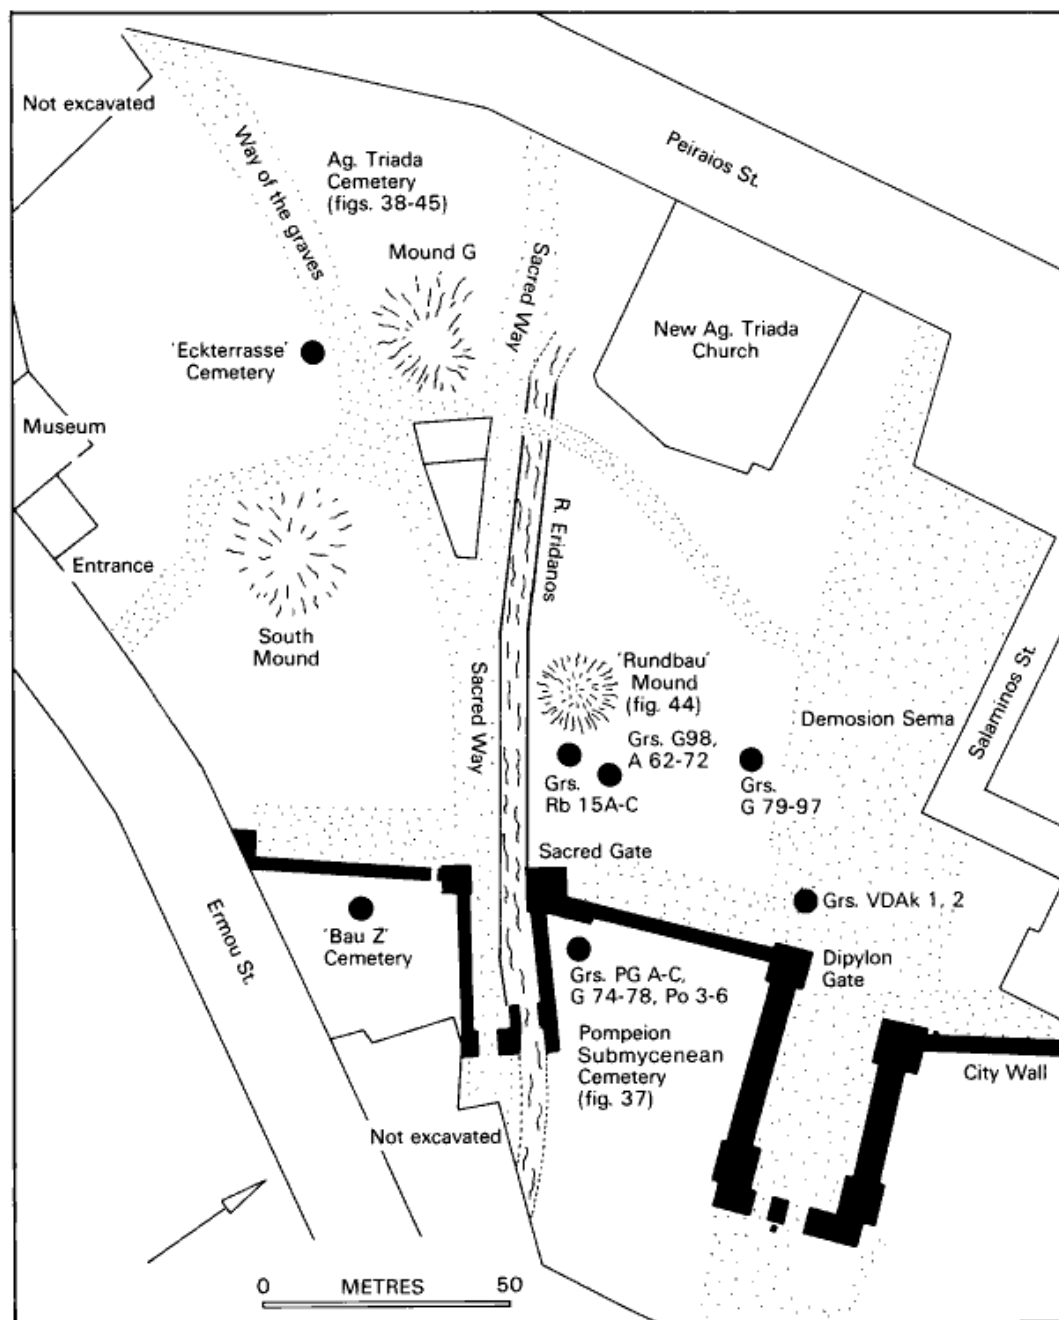 Not excavated
Way of the graves
Ag. Triada
Cemetery
(figs. 38-45)
Peiraios St.
Mound G
Sacred Way
'Eckterrasse'
Cemetery
New Ag. Triada
Church
Museum
Entrance
R. Eridanos
South
Mound
Sacred Way
'Rundbau'
Mound
(fig. 44)
Demosion Sema
Salaminos St.
Grs. G98,
A 62-72
Grs.
Rb 15A-C
Grs.
G 79-97
Sacred Gate
Ermou St.
'Bau Z'
Cemetery
Grs. VDAk 1, 2
Grs. PG A-C,
G 74-78, Po 3-6
Dipylon
Gate
Pompeion
Submycenean
Cemetery
(fig. 37)
City Wall
Not excavated
0 METRES 50